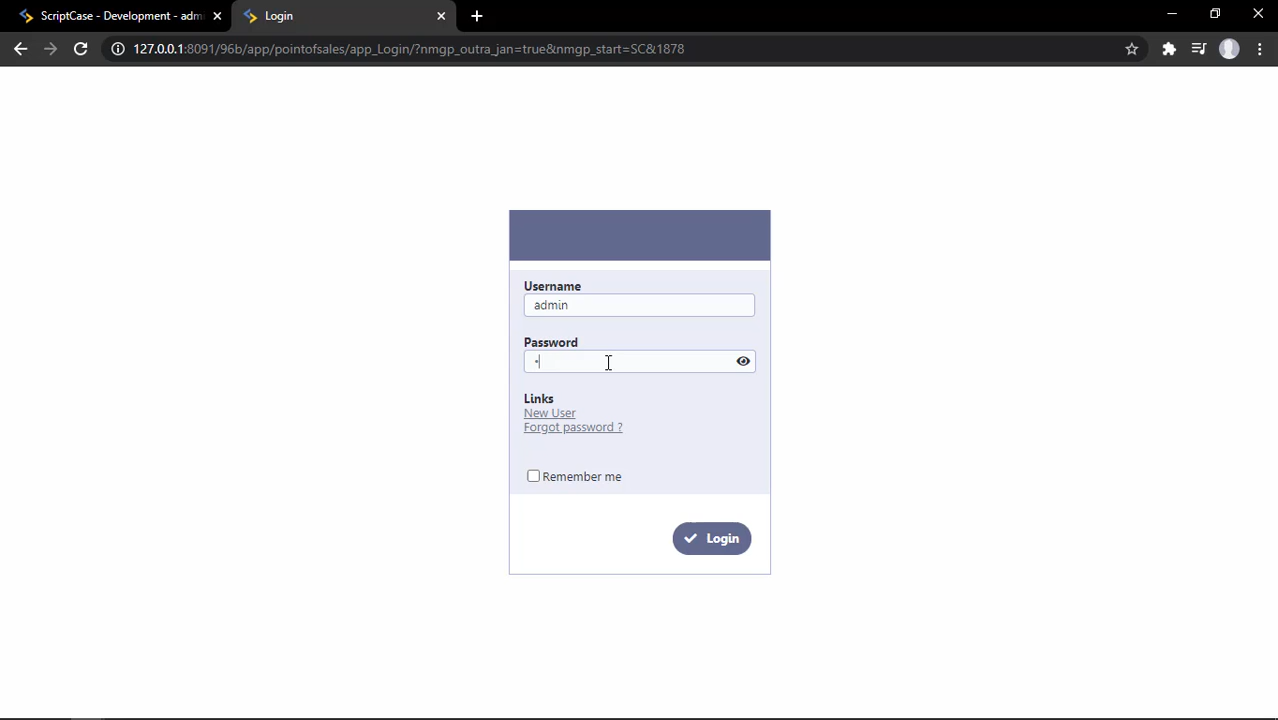 ScriptCase - Development - adm
Login
127.0.0.1:8091/96b/app/pointofsales/app_Login/?nmgp_outra_jan=true&nmgp_start=SC&1878
Username
admin
Password
Links
New User
Forgot password ?
Remember me
Login